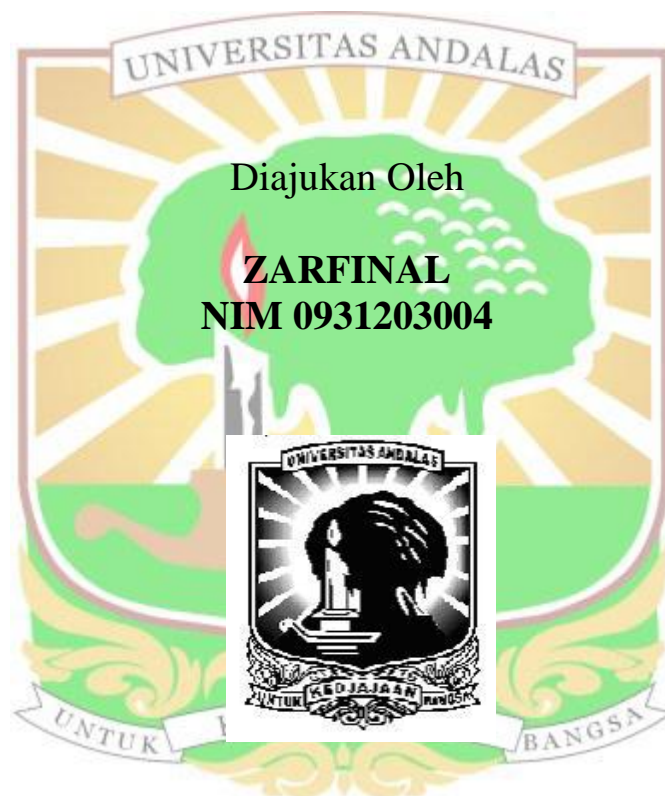 UNIVERSITAS ANDALAS
Diajukan Oleh
ZARFINAL
NIM 0931203004
UNIVERSITAS ANDALAS
UNTUK KEDJAJAAN BANGSA
UNTUK
BANGSA